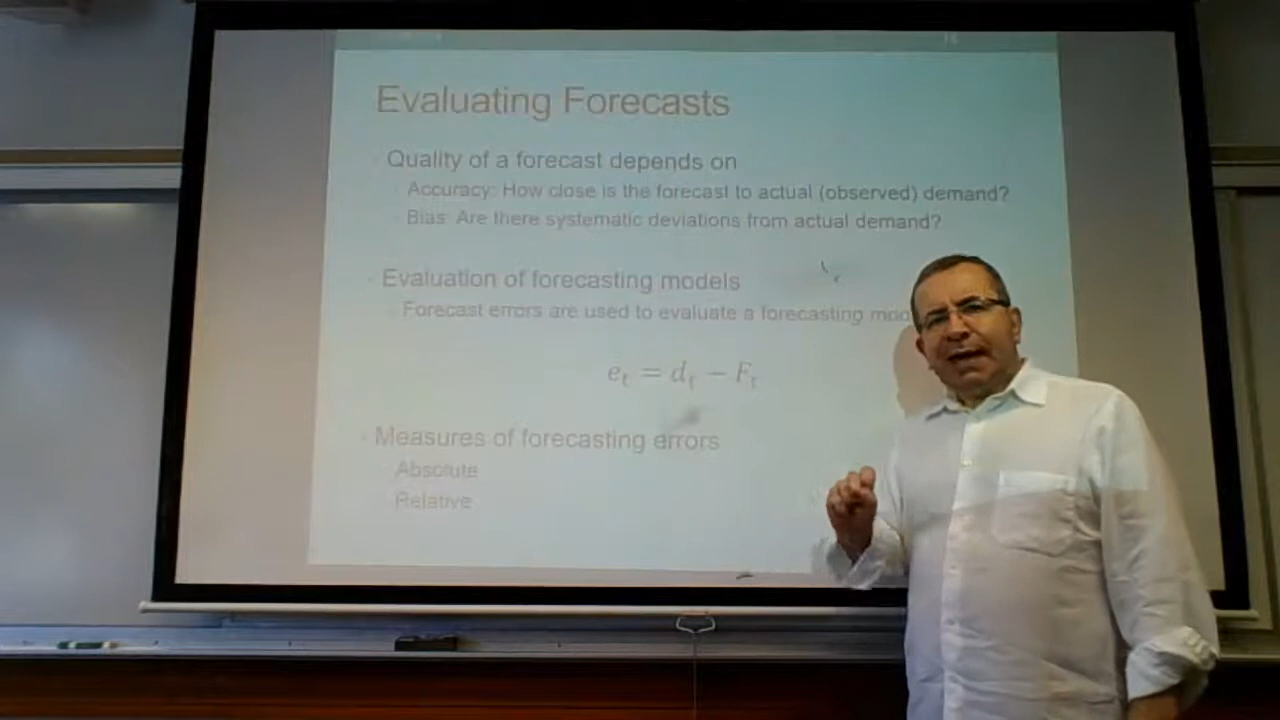 Evaluating Forecasts
Quality of a forecast depends on
Accuracy: How close is the forecast to actual (observed) demand?
Bias: Are there systematic deviations from actual demand?
Evaluation of forecasting models
Forecast errors are used to evaluate a forecasting
e_t = d_t − F_t
Measures of forecasting errors
Absolute
Relative